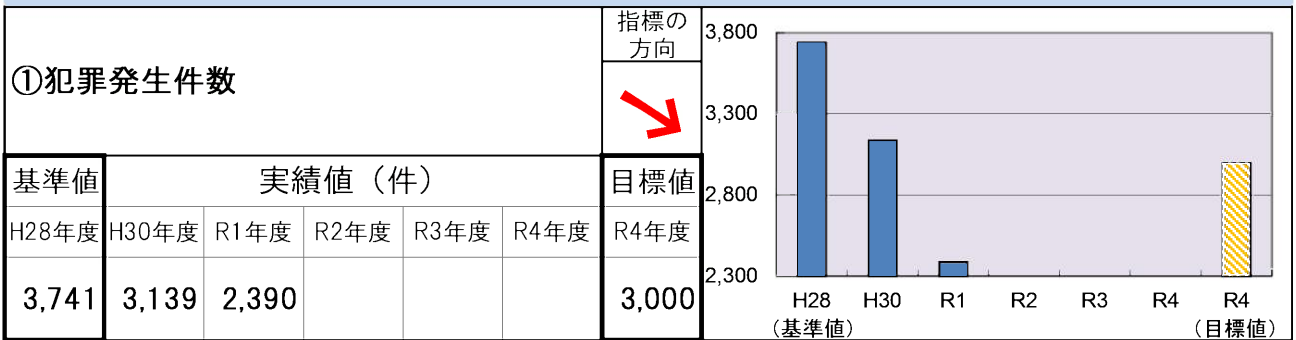 ①犯罪発生件数
指標の
方向
基準値 実績値（件） 目標値
H28年度 H30年度 R1年度 R2年度 R3年度 R4年度 R4年度
3,741 3,139 2,390 3,000
3,800
3,300
2,800
2,300
H28 H30 R1 R2 R3 R4 R4
（基準値） （目標値）